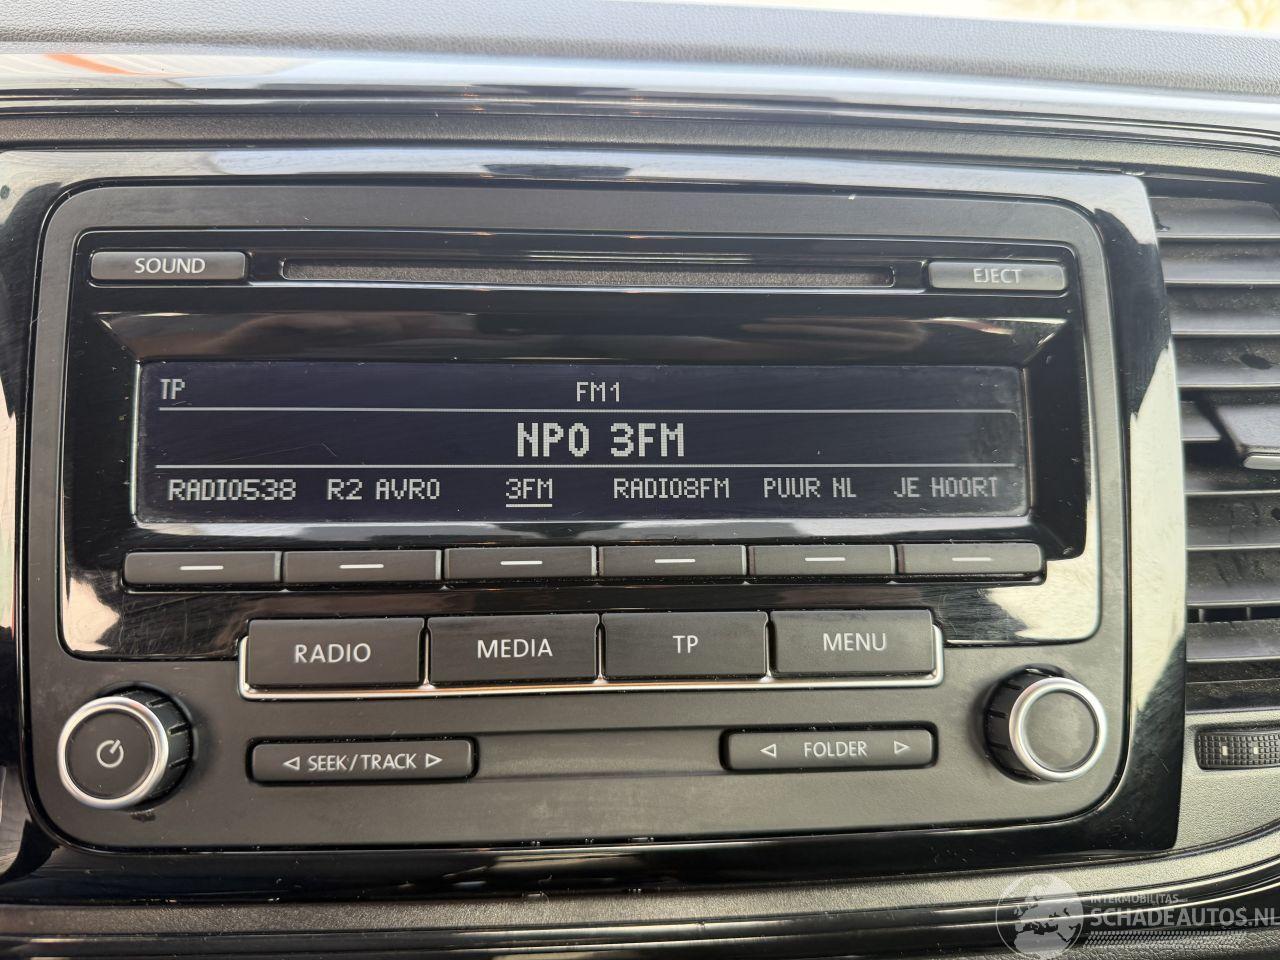 SOUND
EJECT
TP FM1
NPO 3FM
RADIO538 R2 AVRO 3FM RADIO8FM PUUR NL JE HOORT
RADIO MEDIA TP MENU
SEEK/TRACK FOLDER
INTERMOBILITAS
SCHADEAUTOS.NL